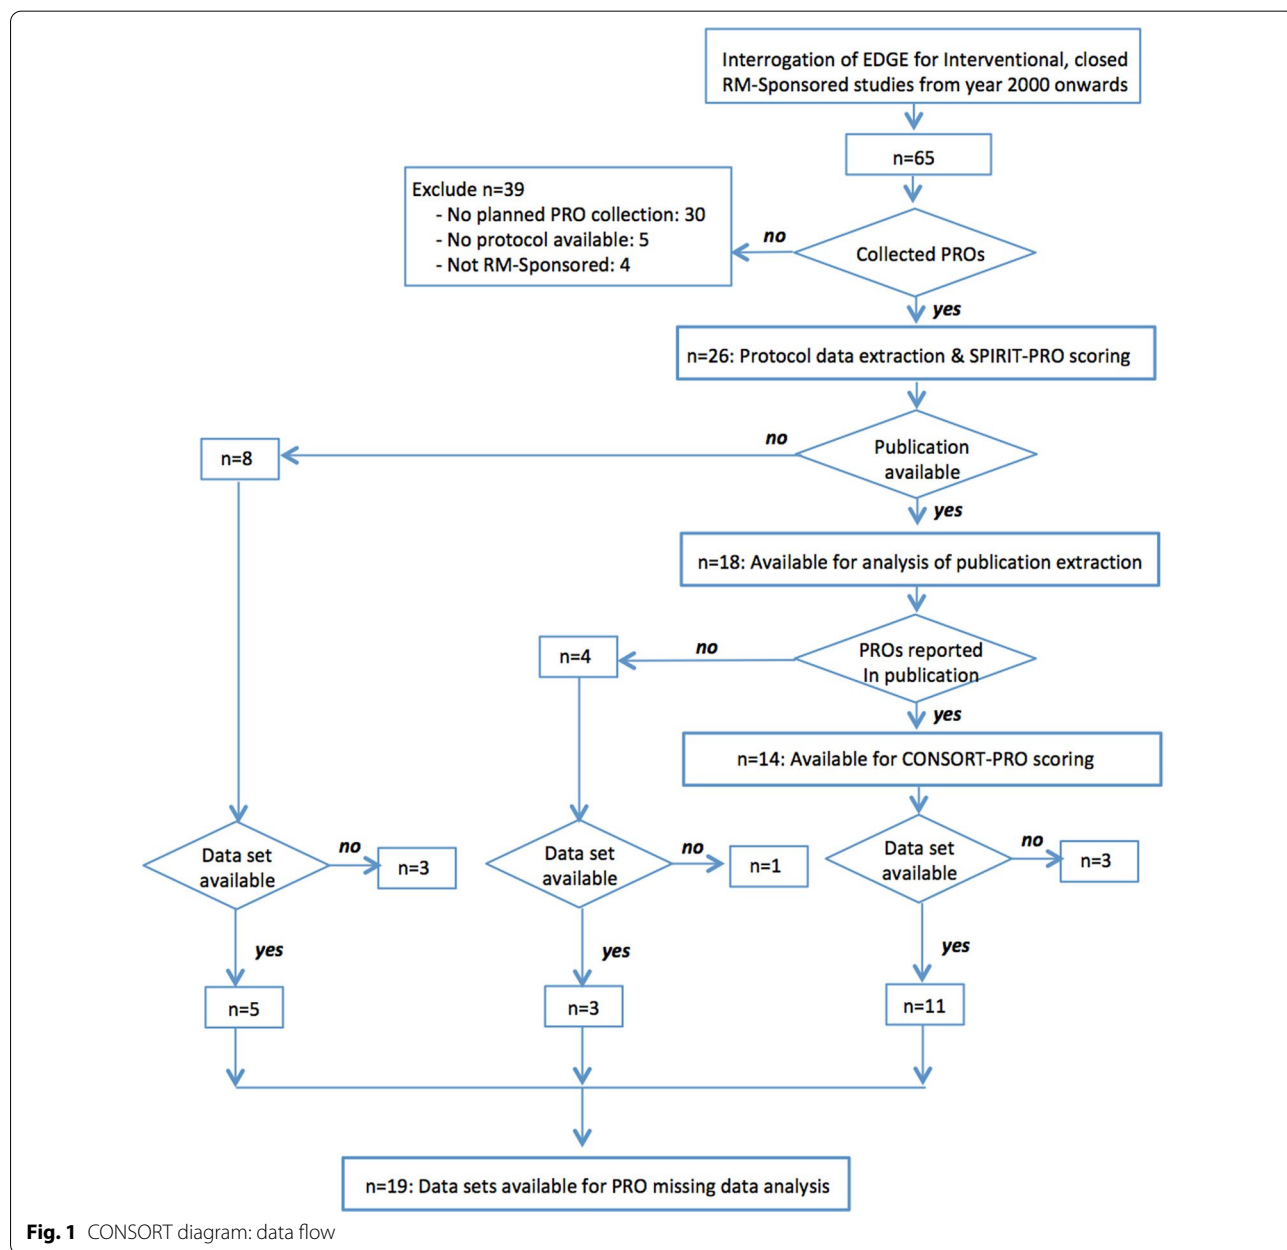 Interrogation of EDGE for Interventional, closed
RM-Sponsored studies from year 2000 onwards
n=65
Exclude n=39
- No planned PRO collection: 30
- No protocol available: 5
- Not RM-Sponsored: 4
no
Collected PROs
yes
n=26: Protocol data extraction & SPIRIT-PRO scoring
no
n=8
Publication
available
yes
n=18: Available for analysis of publication extraction
no
n=4
PROs reported
In publication
yes
n=14: Available for CONSORT-PRO scoring
Data set
available
no
n=3
Data set
available
no
n=1
Data set
available
no
n=3
yes
yes
yes
n=5
n=3
n=11
n=19: Data sets available for PRO missing data analysis
Fig. 1 CONSORT diagram: data flow